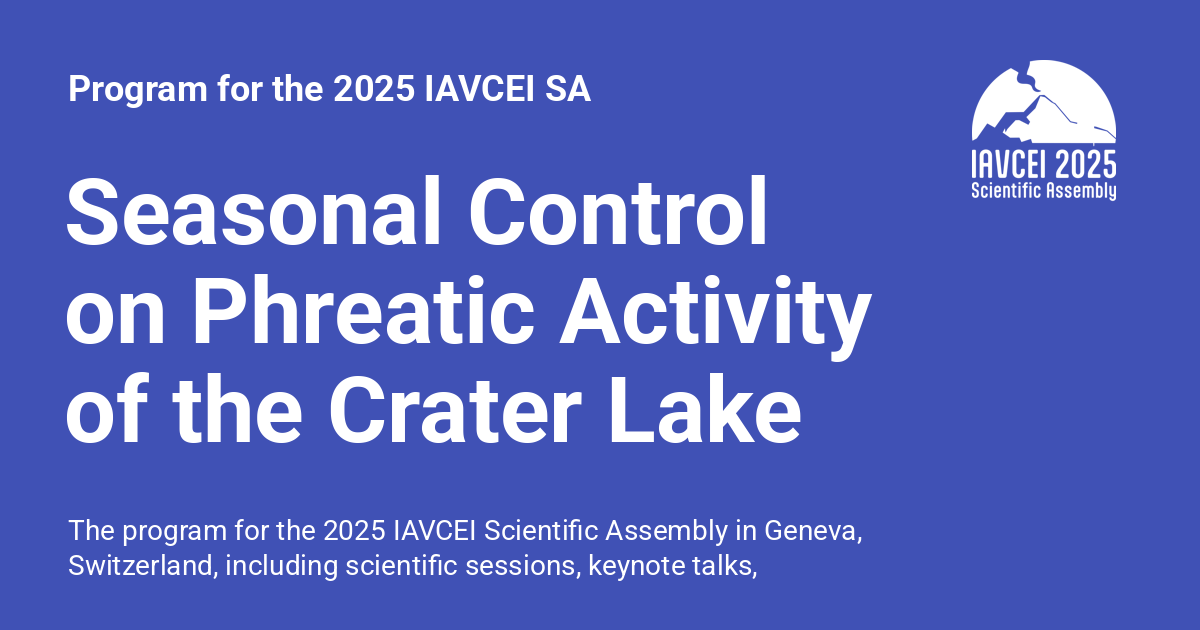 Program for the 2025 IAVCEI SA
IAVCEI 2025
Scientific Assembly
Seasonal Control
on Phreatic Activity
of the Crater Lake
The program for the 2025 IAVCEI Scientific Assembly in Geneva,
Switzerland, including scientific sessions, keynote talks,